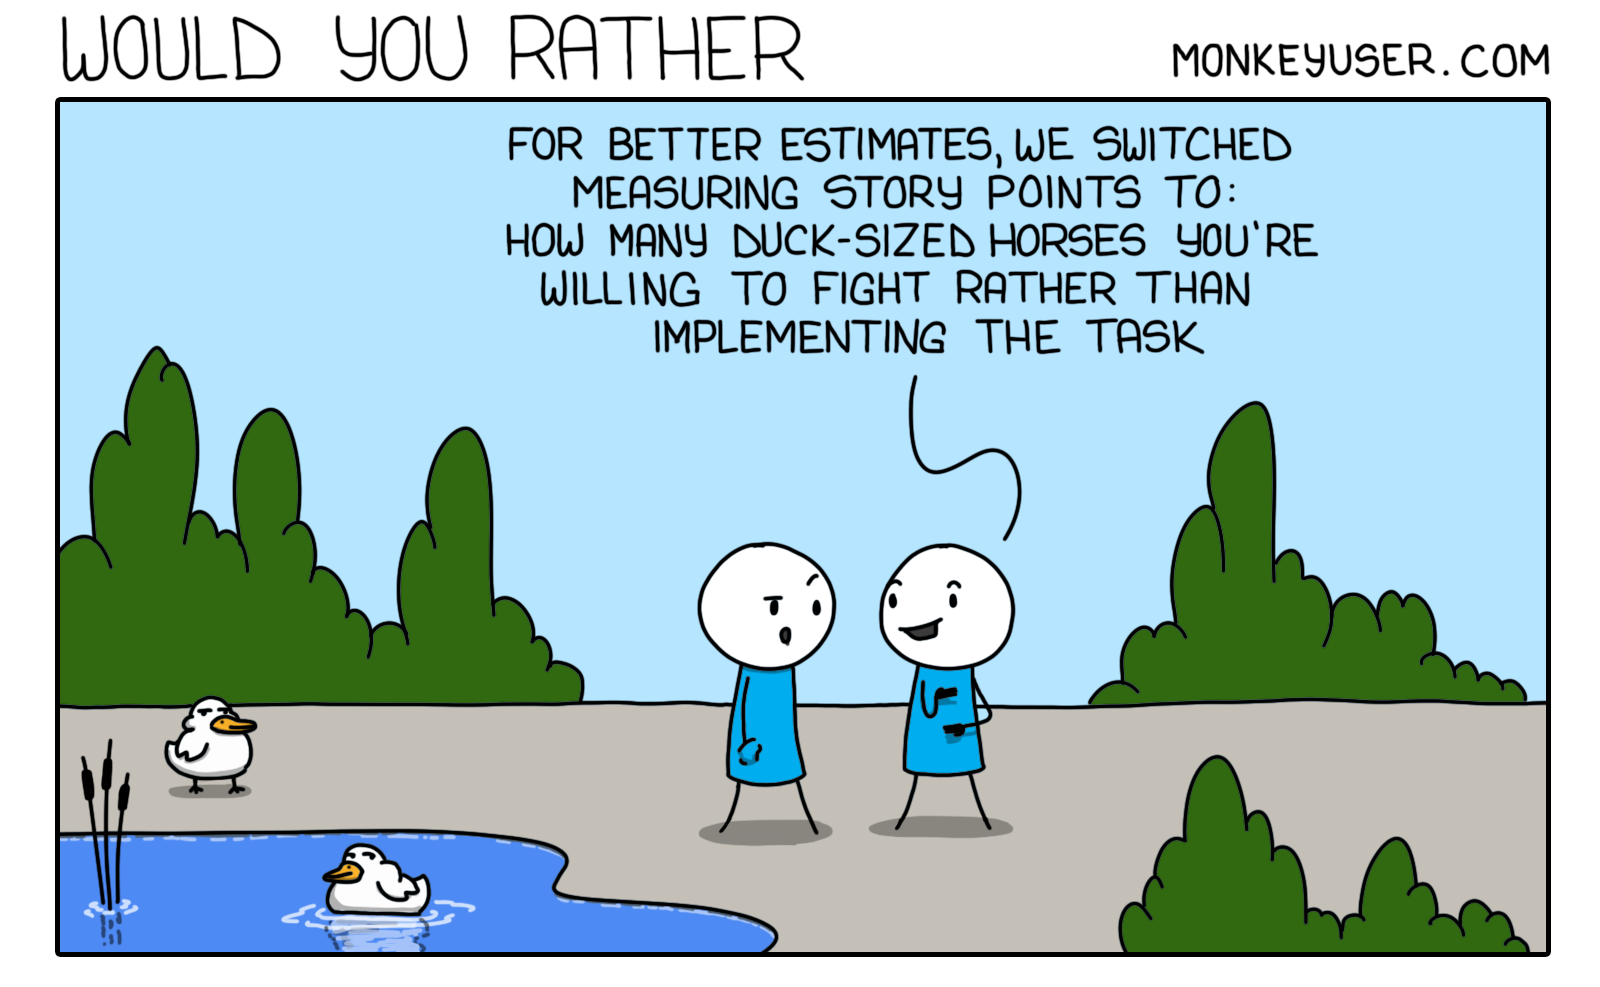 WOULD YOU RATHER
MONKEYUSER.COM
FOR BETTER ESTIMATES, WE SWITCHED
MEASURING STORY POINTS TO:
HOW MANY DUCK-SIZED HORSES YOU'RE
WILLING TO FIGHT RATHER THAN
IMPLEMENTING THE TASK